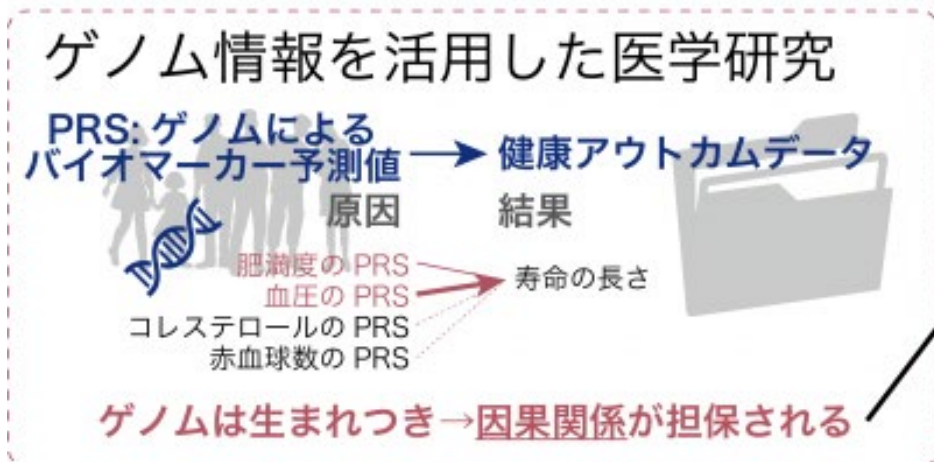 ゲノム情報を活用した医学研究
PRS: ゲノムによる
バイオマーカー予測値
健康アウトカムデータ
原因
結果
肥満度の PRS
血圧の PRS
コレステロールの PRS
赤血球数の PRS
寿命の長さ
ゲノムは生まれつき→因果関係が担保される